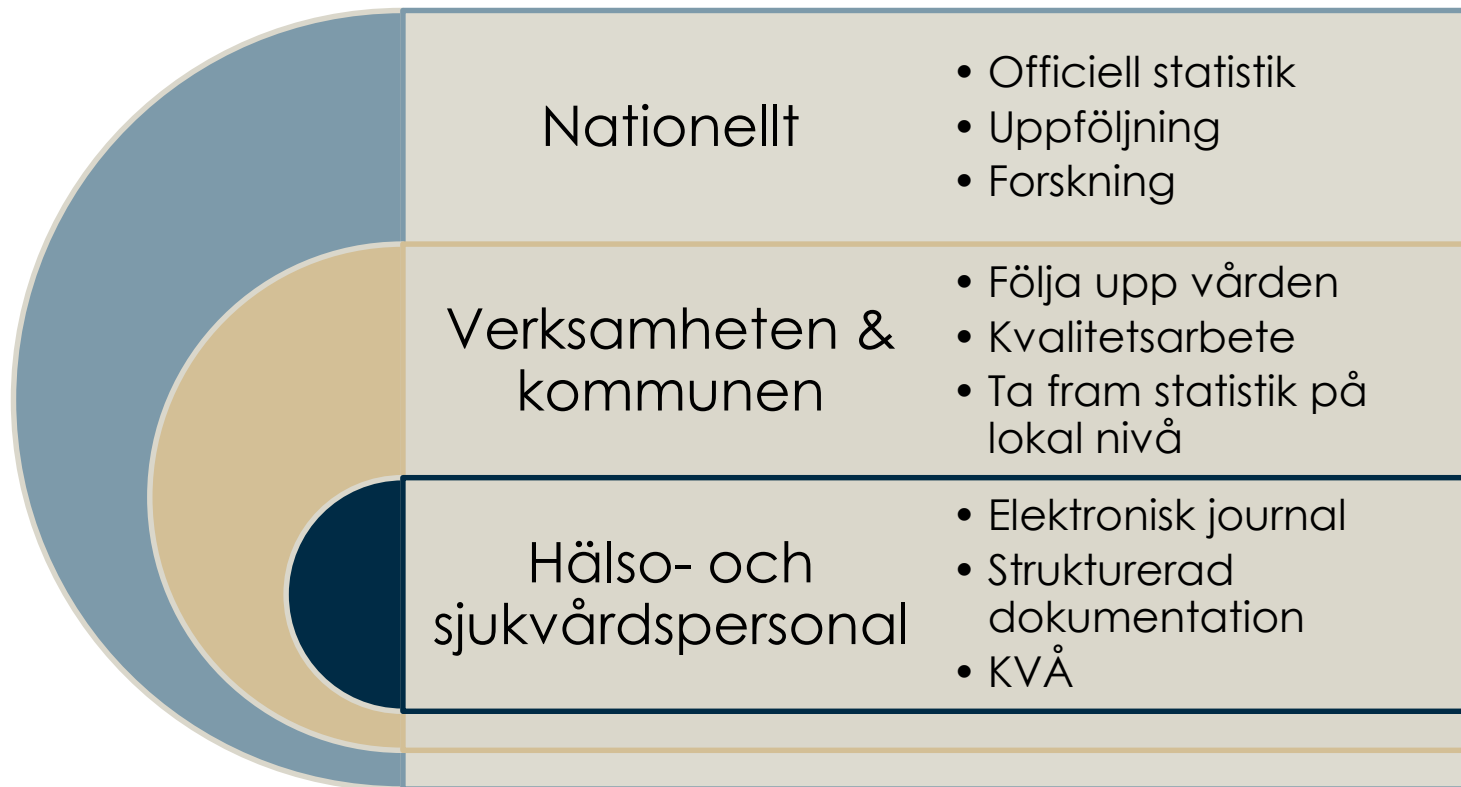 Nationellt
• Officiell statistik
• Uppföljning
• Forskning
Verksamheten &
kommunen
• Följa upp vården
• Kvalitetsarbete
• Ta fram statistik på
lokal nivå
Hälso- och
sjukvårdspersonal
• Elektronisk journal
• Strukturerad
dokumentation
• KVÅ